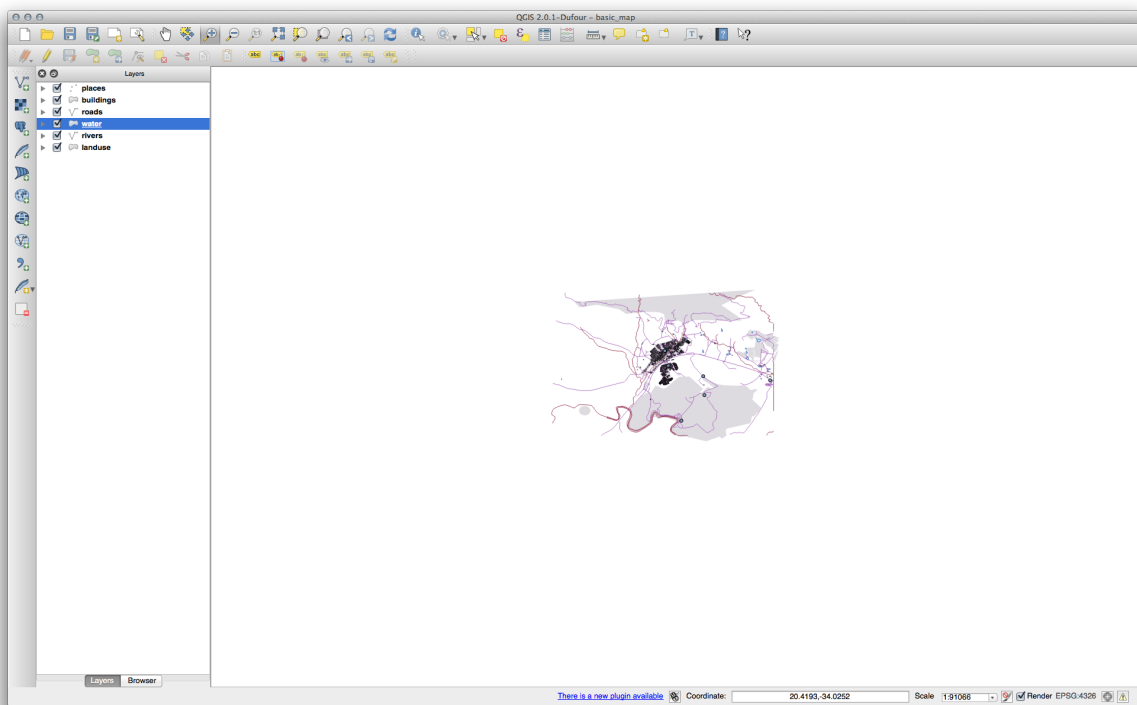 QGIS 2.0.1-Dufour - basic_map
Layers
places
buildings
roads
water
rivers
landuse
Layers Browser
There is a new plugin available Coordinate: 20.4193,-34.0252 Scale 1:91066 Render EPSG:4326